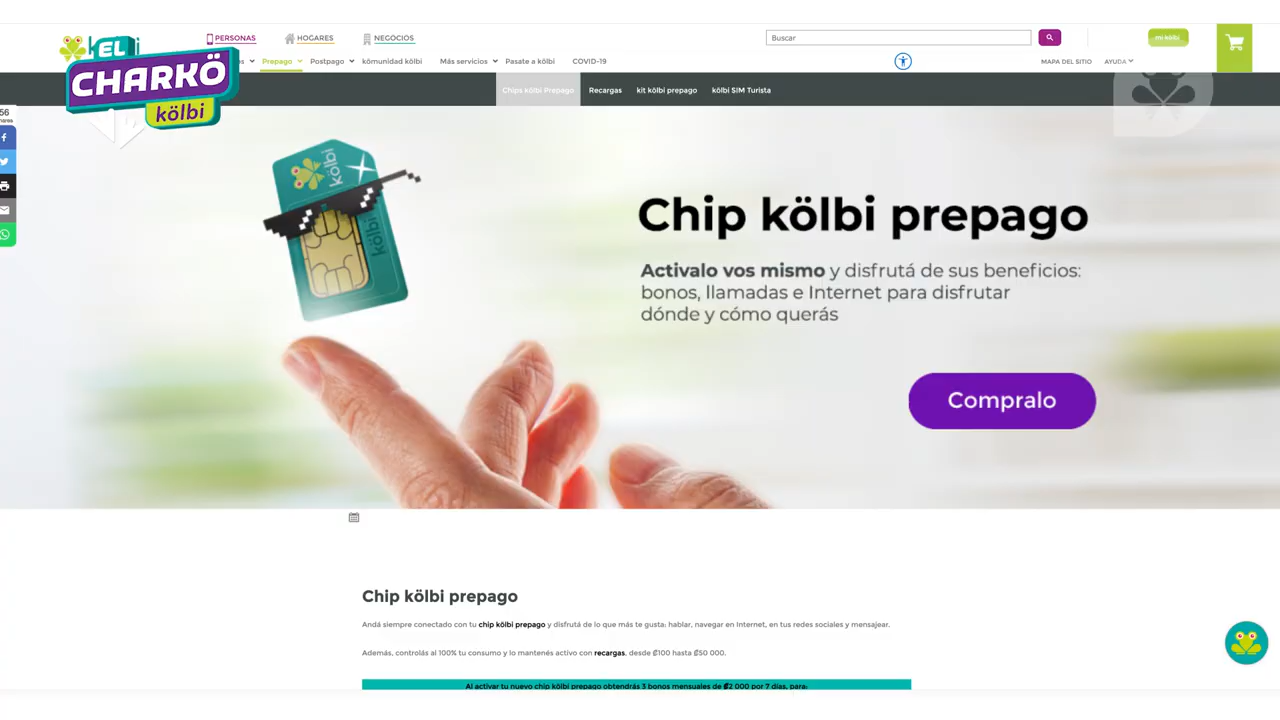 EL
CHARKÖ
kölbi
PERSONAS
HOGARES
NEGOCIOS
Buscar
mi kölbi
Prepago
Postpago
kömunidad kölbi
Más servicios
Pasate a kölbi
COVID-19
MAPA DEL SITIO
AYUDA
Chips kölbi Prepago
Recargas
kit kölbi prepago
kölbi SIM Turista
56
kölbi
kölbi
Chip kölbi prepago
Activalo vos mismo y disfrutá de sus beneficios:
bonos, llamadas e Internet para disfrutar
dónde y cómo querás
Compralo
Chip kölbi prepago
Andá siempre conectado con tu chip kölbi prepago y disfrutá de lo que más te gusta: hablar, navegar en Internet, en tus redes sociales y mensajear.
Además, controlás al 100% tu consumo y lo mantenés activo con recargas, desde ₡100 hasta ₡50 000.
Al activar tu nuevo chip kölbi prepago obtendrás 3 bonos mensuales de ₡2 000 por 7 días, para: